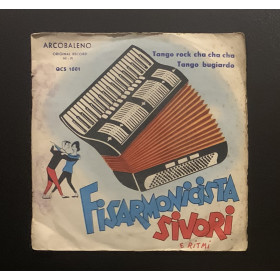 ARCOBALENO
ORIGINAL RECORD
QCS 1001
Tango rock cha cha cha
Tango bugiardo
FISARMONICISTA
SIVORI
E RITMI